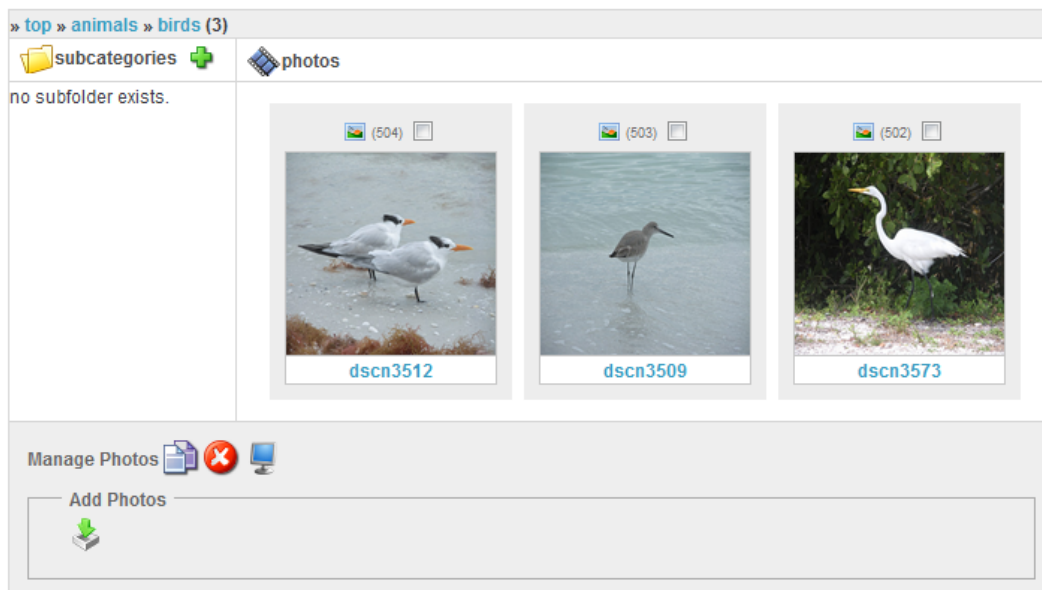 » top » animals » birds (3)
subcategories
photos
no subfolder exists.
(504)
(503)
(502)
dscn3512
dscn3509
dscn3573
Manage Photos
Add Photos